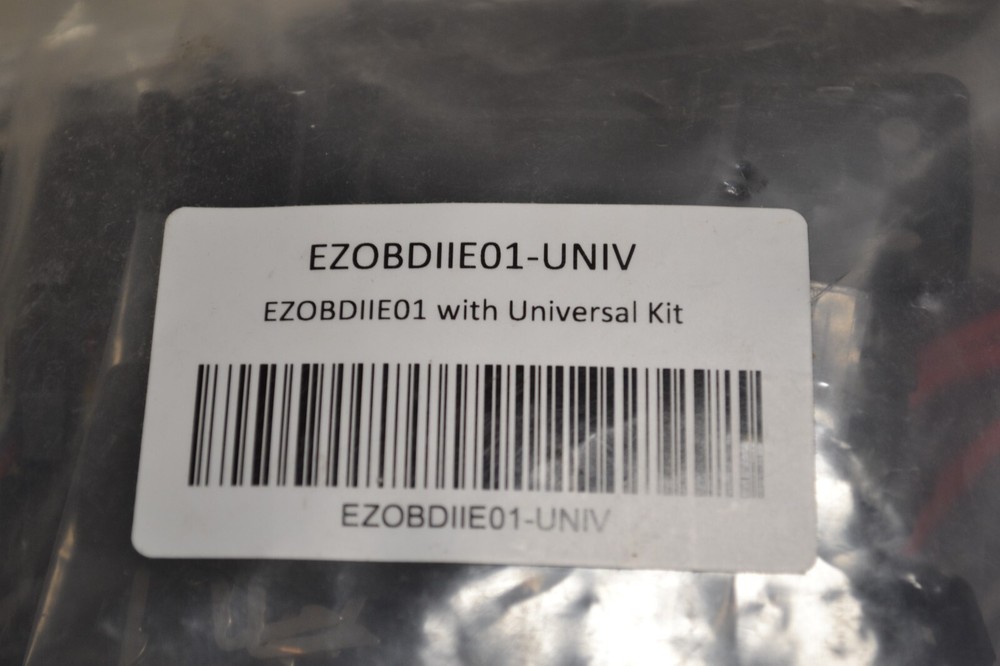 EZOBDIIE01-UNIV
EZOBDIIE01 with Universal Kit
EZOBDIIE01-UNIV